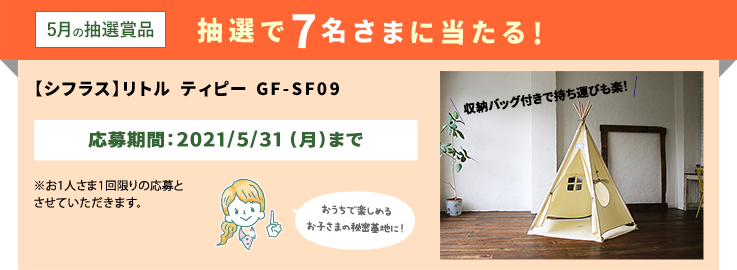 5月の抽選賞品
抽選で7名さまに当たる！
【シフラス】リトル ティピー GF-SF09
応募期間：2021/5/31（月）まで
※お1人さま1回限りの応募と
させていただきます。
おうちで楽しめる
お子さまの秘密基地に！
収納バッグ付きで持ち運びも楽！